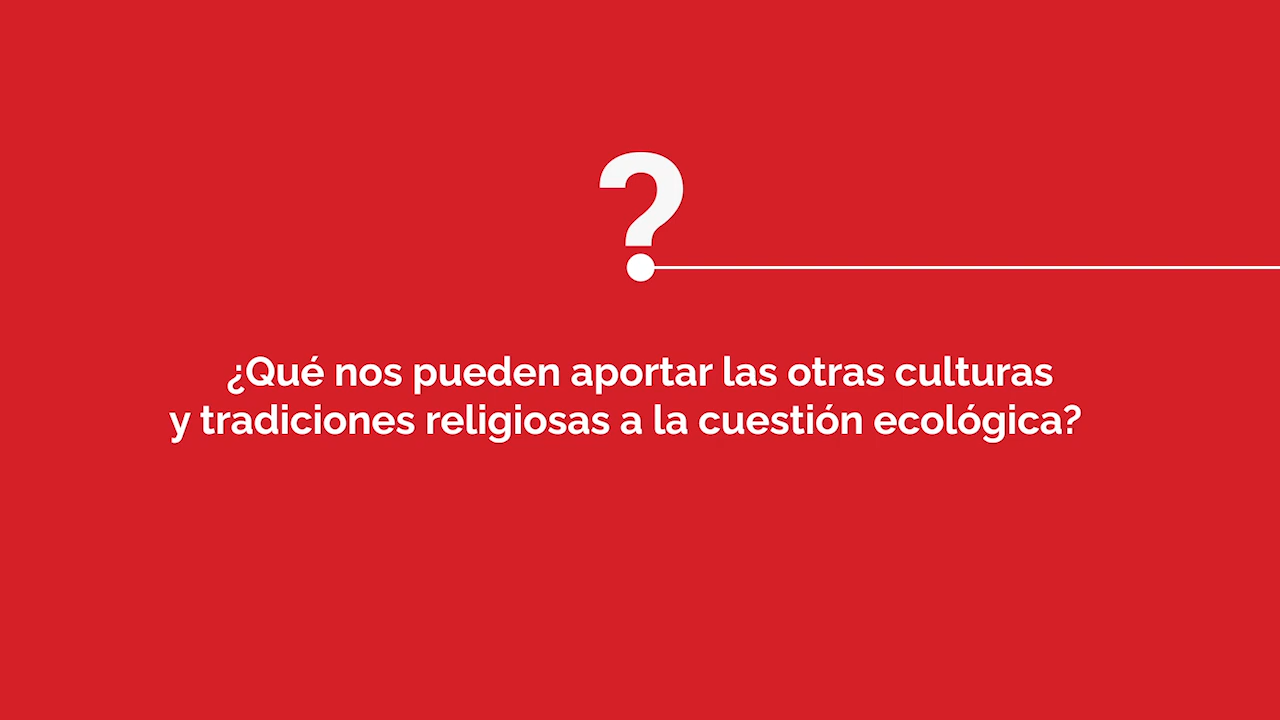 ?
¿Qué nos pueden aportar las otras culturas
y tradiciones religiosas a la cuestión ecológica?